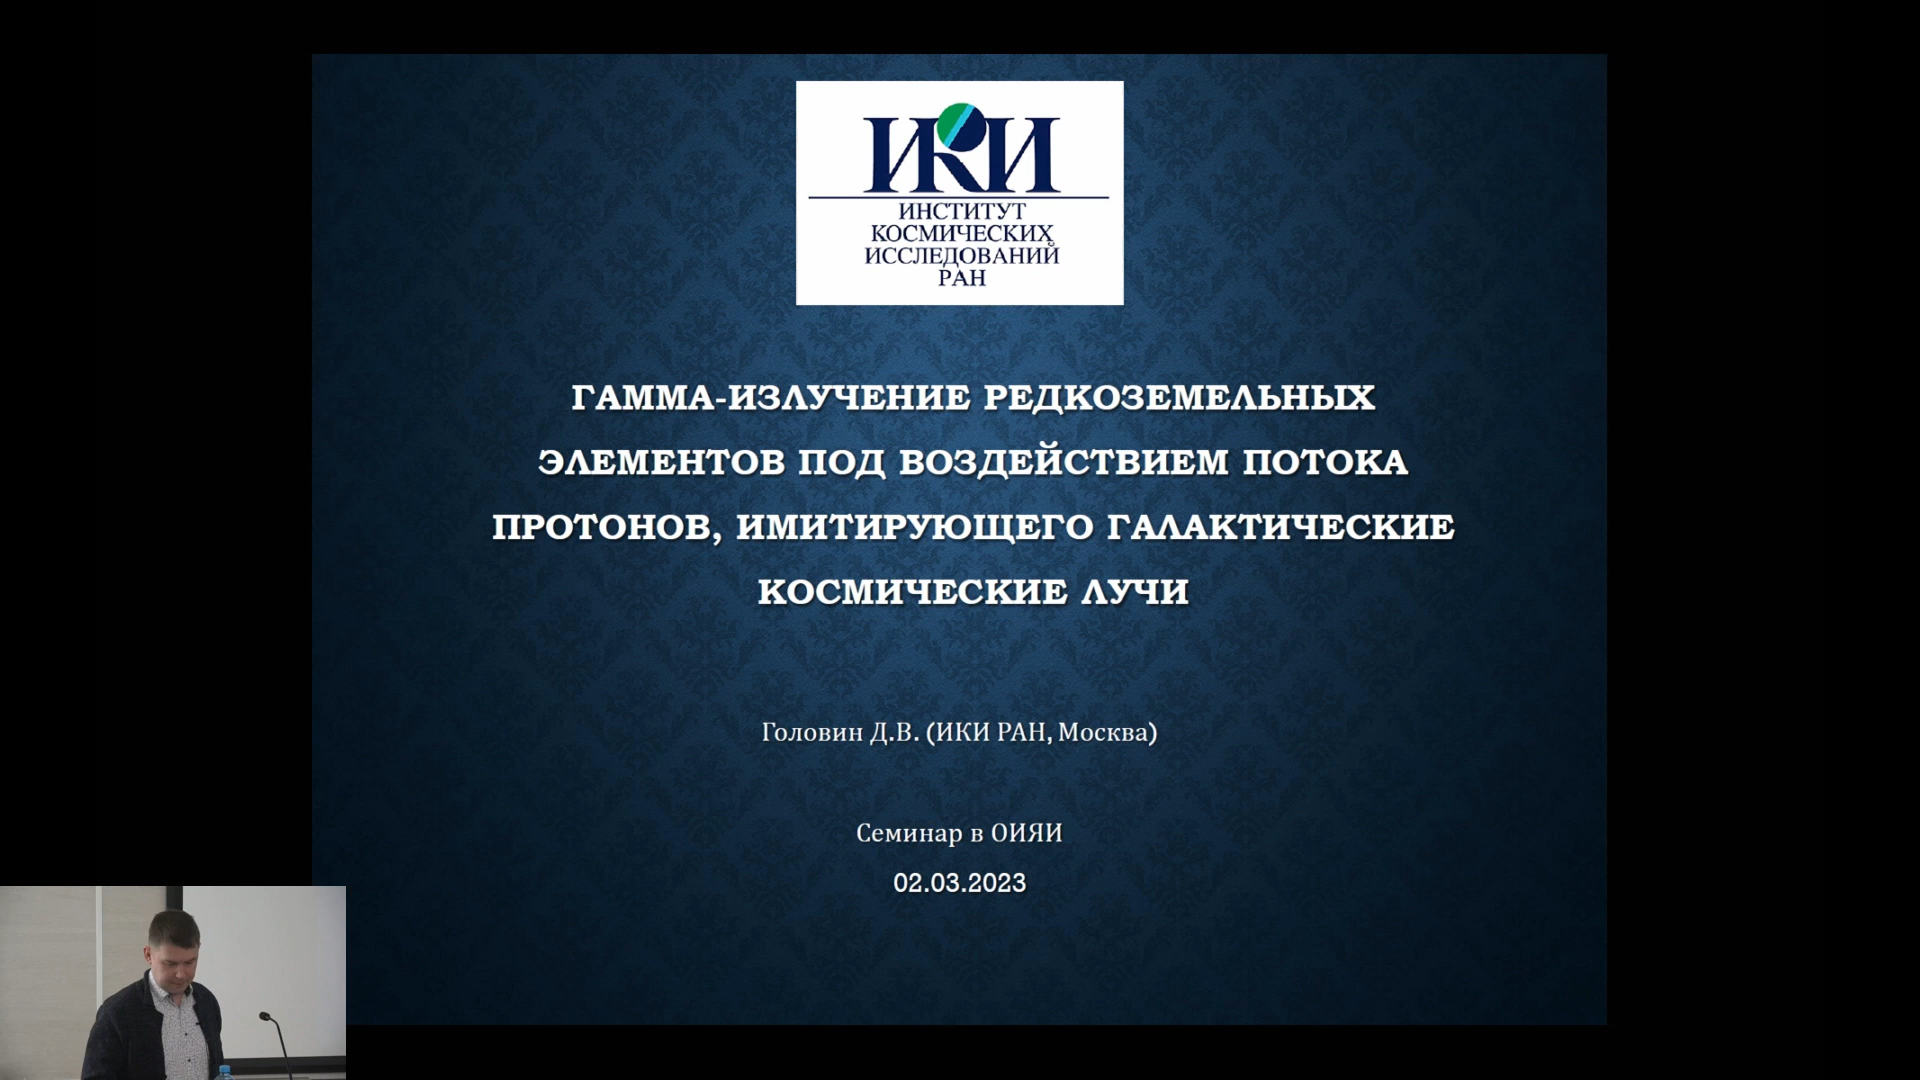 ИКИ
ИНСТИТУТ
КОСМИЧЕСКИХ
ИССЛЕДОВАНИЙ
РАН
ГАММА-ИЗЛУЧЕНИЕ РЕДКОЗЕМЕЛЬНЫХ
ЭЛЕМЕНТОВ ПОД ВОЗДЕЙСТВИЕМ ПОТОКА
ПРОТОНОВ, ИМИТИРУЮЩЕГО ГАЛАКТИЧЕСКИЕ
КОСМИЧЕСКИЕ ЛУЧИ
Головин Д.В. (ИКИ РАН, Москва)
Семинар в ОИЯИ
02.03.2023